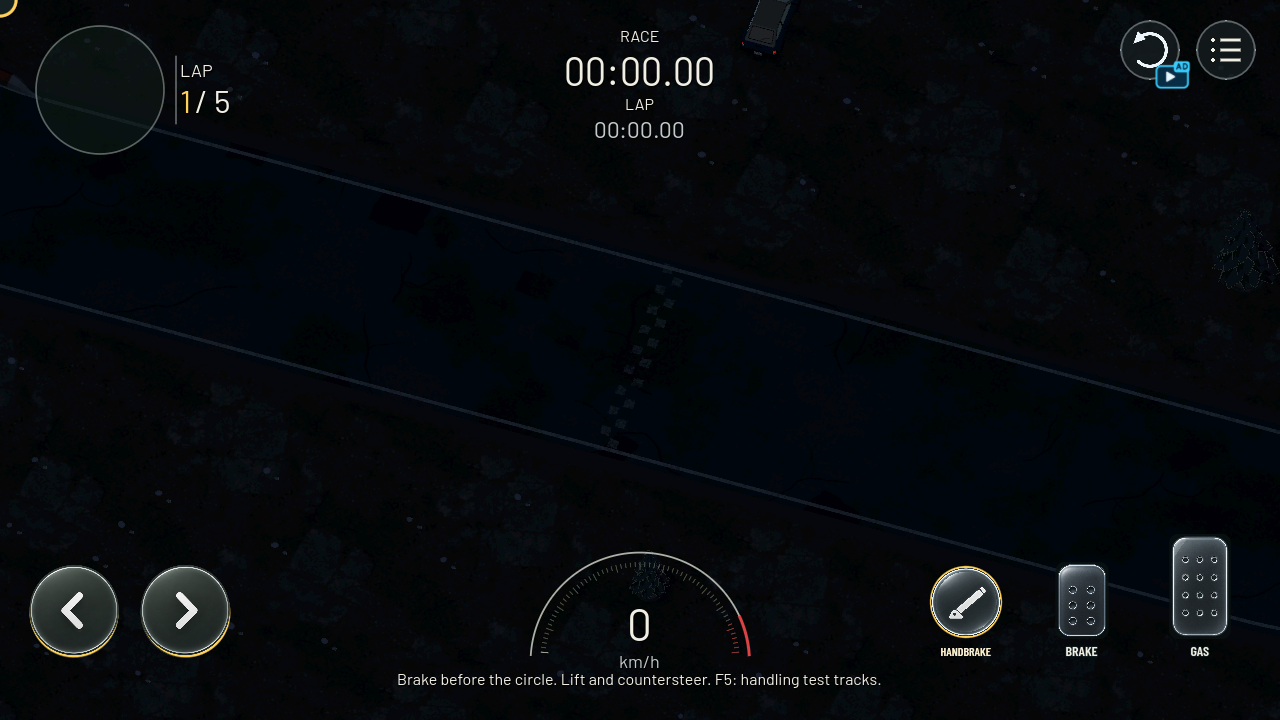 RACE
00:00.00
LAP
00:00.00
LAP
1 / 5
AD
0
km/h
HANDBRAKE
BRAKE
GAS
Brake before the circle. Lift and countersteer. F5: handling test tracks.